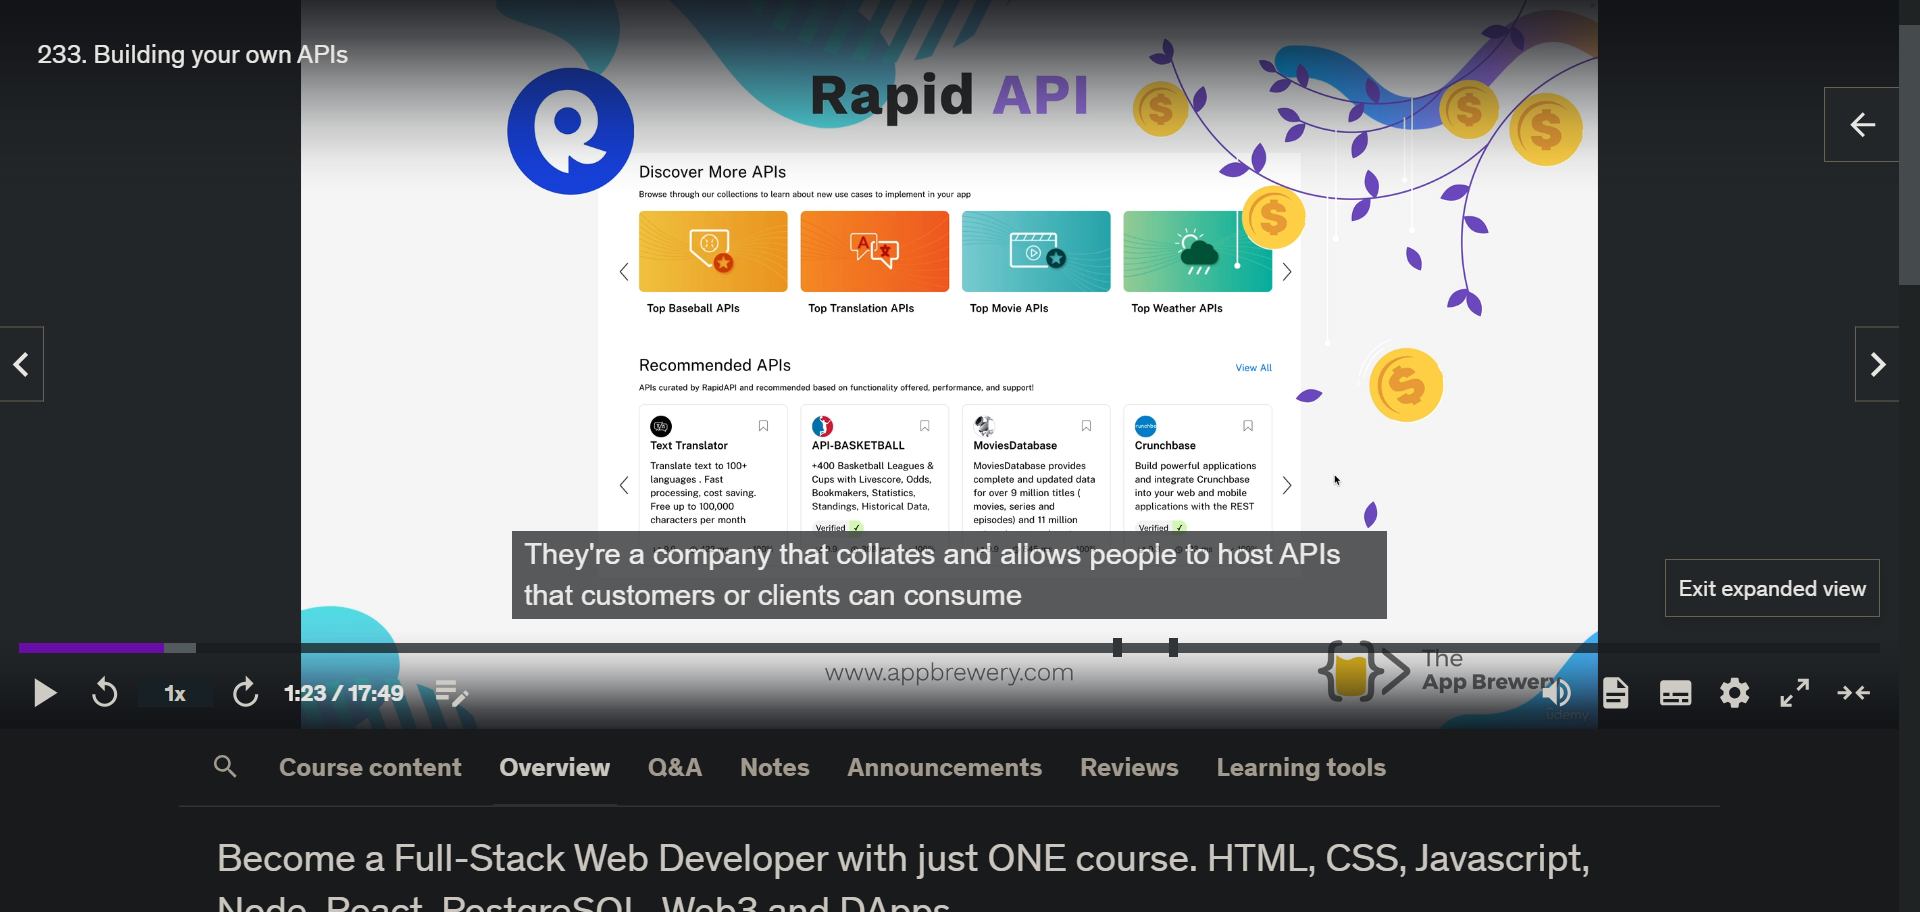 233. Building your own APIs
Rapid API
Discover More APIs
Browse through our collections to learn about new use cases to implement in your app
Top Baseball APIs
Top Translation APIs
Top Movie APIs
Top Weather APIs
Recommended APIs
View All
APIs curated by RapidAPI and recommended based on functionality offered, performance, and support!
Text Translator
Translate text to 100+
languages . Fast
processing, cost saving.
Free up to 100,000
characters per month
API-BASKETBALL
+400 Basketball Leagues &
Cups with Livescore, Odds,
Bookmakers, Statistics,
Standings, Historical Data,
Verified
MoviesDatabase
MoviesDatabase provides
complete and updated data
for over 9 million titles (
movies, series and
episodes) and 11 million
Crunchbase
Build powerful applications
and integrate Crunchbase
into your web and mobile
applications with the REST
Verified
They're a company that collates and allows people to host APIs
that customers or clients can consume
Exit expanded view
www.appbrewery.com
The
App Brewery
1x
1:23 / 17:49
Udemy
Course content
Overview
Q&A
Notes
Announcements
Reviews
Learning tools
Become a Full-Stack Web Developer with just ONE course. HTML, CSS, Javascript,
Node, React, PostgreSQL, Web3 and DApps